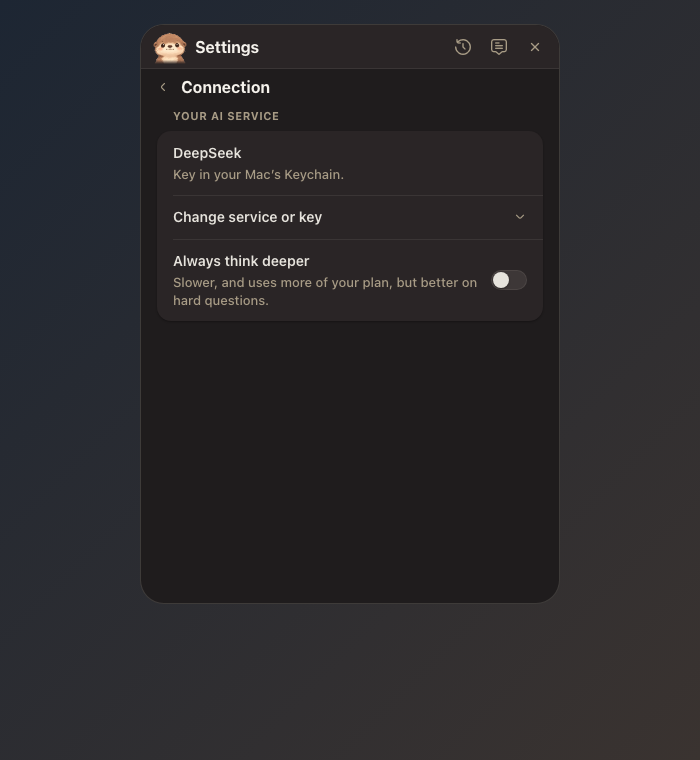 Settings
Connection
YOUR AI SERVICE
DeepSeek
Key in your Mac’s Keychain.
Change service or key
Always think deeper
Slower, and uses more of your plan, but better on
hard questions.